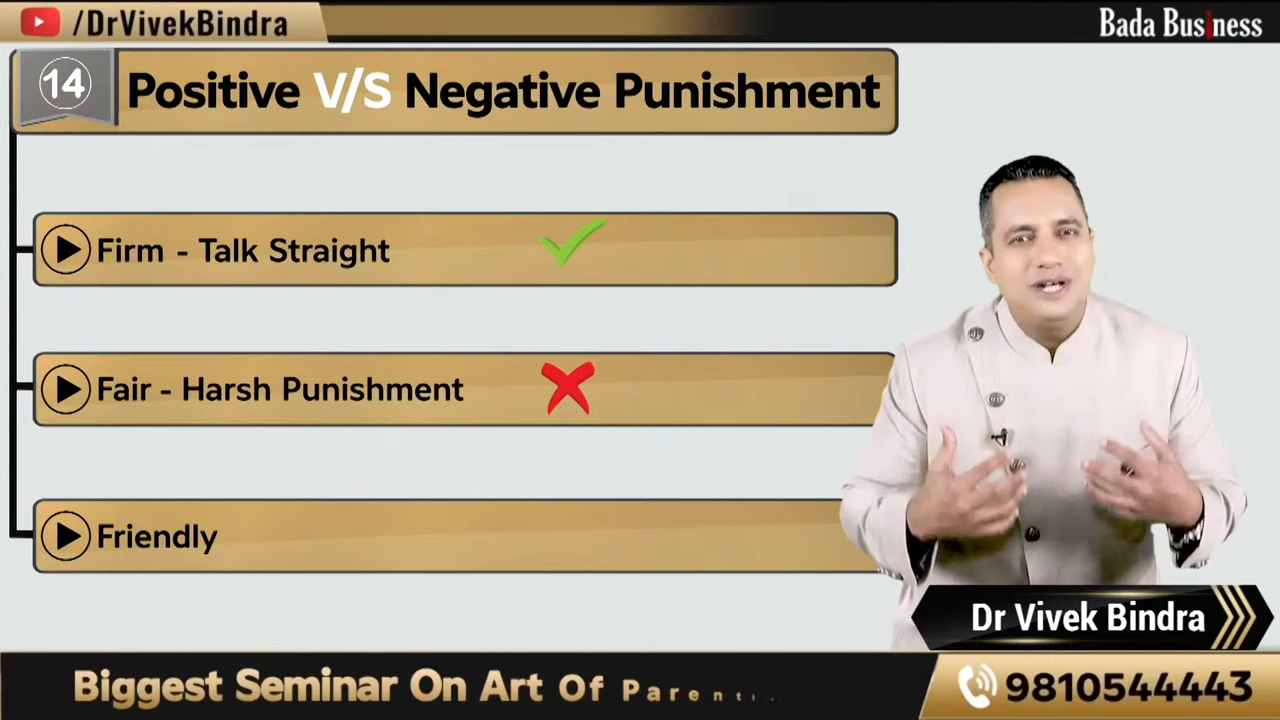 /DrVivekBindra
Bada Business
14 Positive V/S Negative Punishment
Firm - Talk Straight
Fair - Harsh Punishment
Friendly
Dr Vivek Bindra
Biggest Seminar On Art Of
9810544443